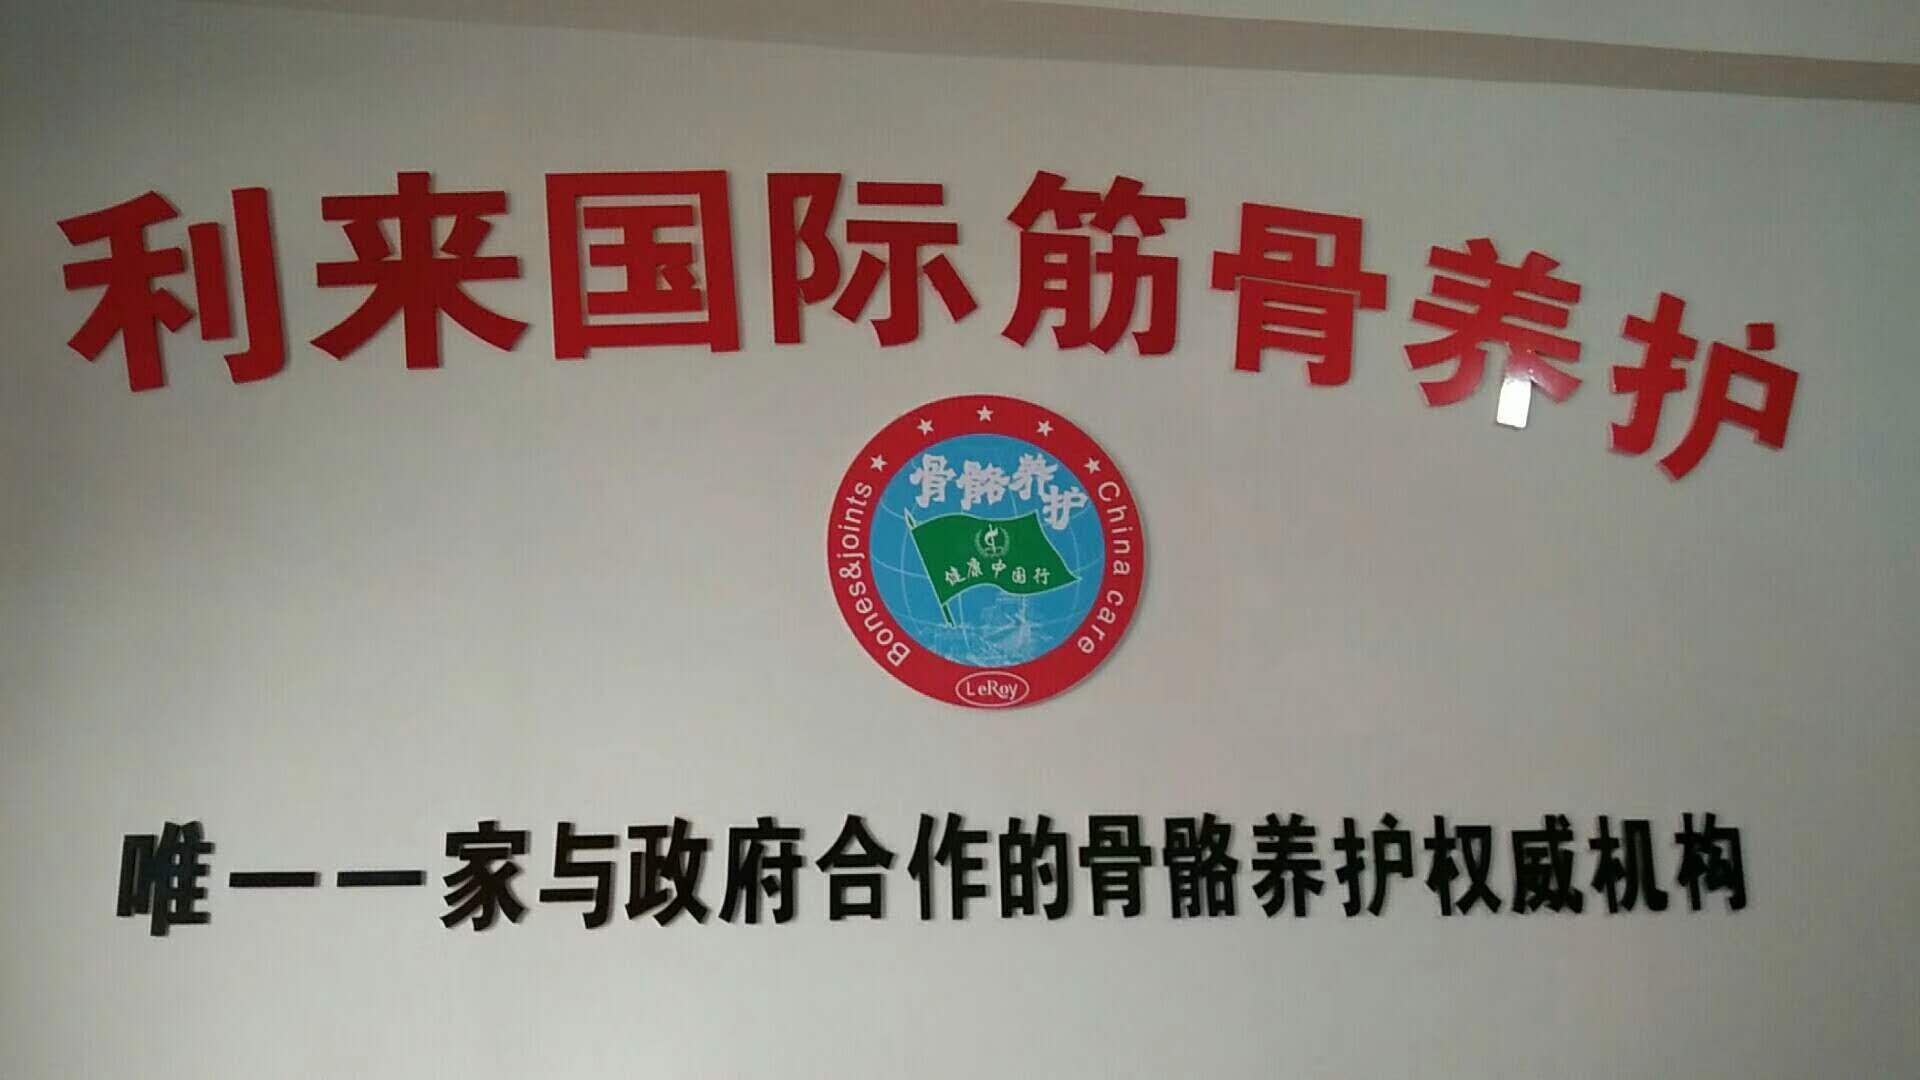 利来国际筋骨养护
骨骼养护
健康中国行
Bones&joints
China care
LeRoy
唯一一家与政府合作的骨骼养护权威机构